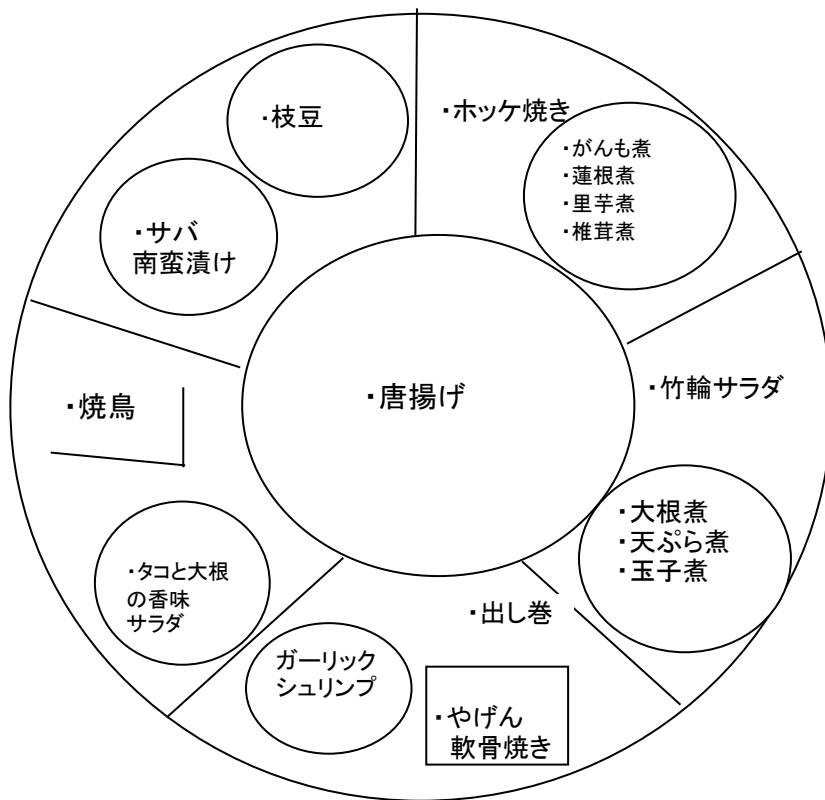 ・枝豆
・ホッケ焼き
・がんも煮
・蓮根煮
・里芋煮
・椎茸煮
・サバ
南蛮漬け
・焼鳥
・唐揚げ
・竹輪サラダ
・大根煮
・天ぷら煮
・玉子煮
・タコと大根
の香味
サラダ
・出し巻
ガーリック
シュリンプ
・やげん
軟骨焼き